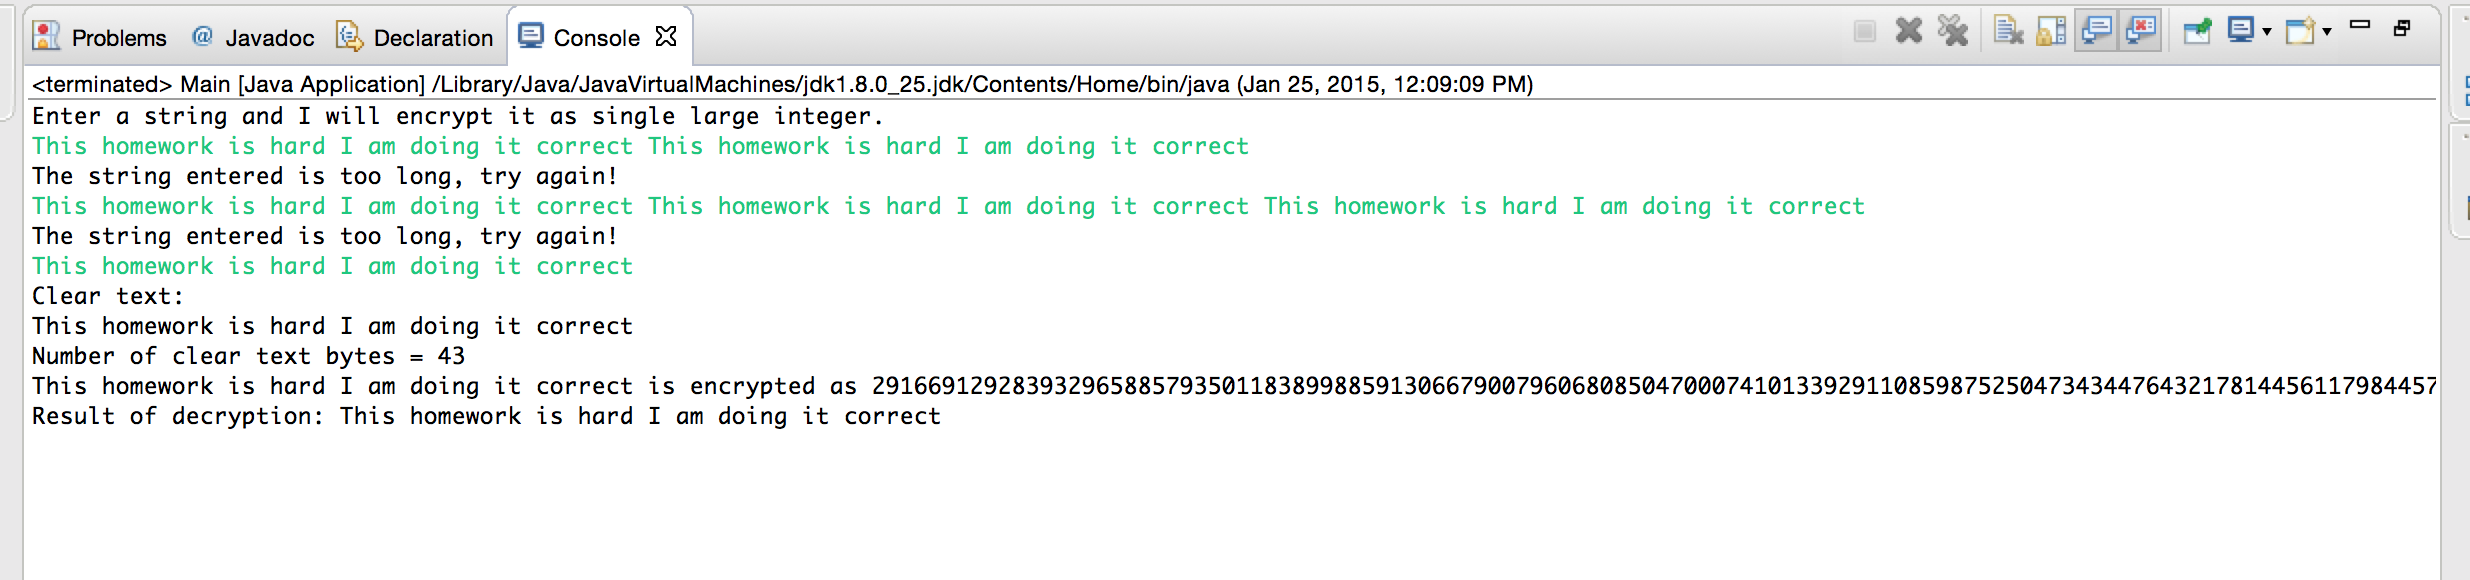 Problems @ Javadoc Declaration Console
<terminated> Main [Java Application] /Library/Java/JavaVirtualMachines/jdk1.8.0_25.jdk/Contents/Home/bin/java (Jan 25, 2015, 12:09:09 PM)
Enter a string and I will encrypt it as single large integer.
This homework is hard I am doing it correct This homework is hard I am doing it correct
The string entered is too long, try again!
This homework is hard I am doing it correct This homework is hard I am doing it correct This homework is hard I am doing it correct
The string entered is too long, try again!
This homework is hard I am doing it correct
Clear text:
This homework is hard I am doing it correct
Number of clear text bytes = 43
This homework is hard I am doing it correct is encrypted as 2916691292839329658857935011838998859130667900796068085047000741013392911085987525047343447643217814456117984457
Result of decryption: This homework is hard I am doing it correct